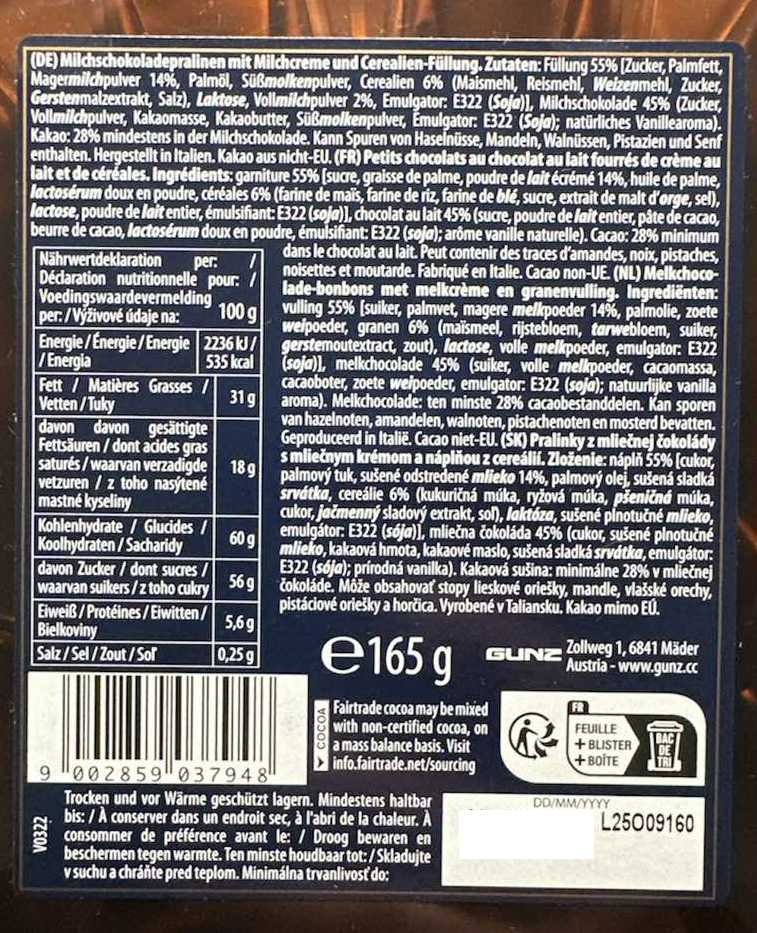 (DE) Milchschokoladepralinen mit Milchcreme und Cerealien-Füllung. Zutaten: Füllung 55% [Zucker, Palmfett,
Magermilchpulver 14%, Palmöl, Süßmolkenpulver, Cerealien 6% (Maismehl, Reismehl, Weizenmehl, Zucker,
Gerstenmalzextrakt, Salz), Laktose, Vollmilchpulver 2%, Emulgator: E322 (Soja)], Milchschokolade 45% (Zucker,
Vollmilchpulver, Kakaomasse, Kakaobutter, Süßmolkenpulver, Emulgator: E322 (Soja); natürliches Vanillearoma).
Kakao: 28% mindestens in der Milchschokolade. Kann Spuren von Haselnüsse, Mandeln, Walnüssen, Pistazien und Senf
enthalten. Hergestellt in Italien. Kakao aus nicht-EU. (FR) Petits chocolats au chocolat au lait fourrés de crème au
lait et de céréales. Ingrédients: garniture 55% [sucre, graisse de palme, poudre de lait écrémé 14%, huile de palme,
lactosérum doux en poudre, céréales 6% (farine de maïs, farine de riz, farine de blé, sucre, extrait de malt d'orge, sel),
lactose, poudre de lait entier, émulsifiant: E322 (soja)], chocolat au lait 45% (sucre, poudre de lait entier, pâte de cacao,
beurre de cacao, lactosérum doux en poudre, émulsifiant: E322 (soja); arôme vanille naturelle). Cacao: 28% minimum
dans le chocolat au lait. Peut contenir des traces d'amandes, noix, pistaches,
noisettes et moutarde. Fabriqué en Italie. Cacao non-UE. (NL) Melkchoco-
lade-bonbons met melkcrème en granenvulling. Ingrediënten:
vulling 55% [suiker, palmvet, magere melkpoeder 14%, palmolie, zoete
weipoeder, granen 6% (maïsmeel, rijstebloem, tarwebloem, suiker,
gerstemoutextract, zout), lactose, volle melkpoeder, emulgator: E322
(soja)], melkchocolade 45% (suiker, volle melkpoeder, cacaomassa,
cacaoboter, zoete weipoeder, emulgator: E322 (soja); natuurlijke vanilla
aroma). Melkchocolade: ten minste 28% cacaobestanddelen. Kan sporen
van hazelnoten, amandelen, walnoten, pistachenoten en mosterd bevatten.
Geproduceerd in Italië. Cacao niet-EU. (SK) Pralinky z mliečnej čokolády
s mliečnym krémom a náplňou z cereálií. Zloženie: náplň 55% [cukor,
palmový tuk, sušené odstredené mlieko 14%, palmový olej, sušená sladká
srvátka, cereálie 6% (kukuričná múka, ryžová múka, pšeničná múka,
cukor, jačmenný sladový extrakt, soľ), laktóza, sušené plnotučné mlieko,
emulgátor: E322 (sója)], mliečna čokoláda 45% (cukor, sušené plnotučné
mlieko, kakaová hmota, kakaové maslo, sušená sladká srvátka, emulgátor:
E322 (sója); prírodná vanilka). Kakaová sušina: minimálne 28% v mliečnej
čokoláde. Môže obsahovať stopy lieskové oriešky, mandle, vlašské orechy,
pistáciové oriešky a horčica. Vyrobené v Taliansku. Kakao mimo EÚ.
Nährwertdeklaration per: /
Déclaration nutritionnelle pour: /
Voedingswaardevermelding
per: / Výživové údaje na: 100 g
Energie / Énergie / Energie 2236 kJ /
/ Energia 535 kcal
Fett / Matières Grasses /
Vetten / Tuky 31 g
davon davon gesättigte
Fettsäuren / dont acides gras
saturés / waarvan verzadigde 18 g
vetzuren / z toho nasýtené
mastné kyseliny
Kohlenhydrate / Glucides /
Koolhydraten / Sacharidy 60 g
davon Zucker / dont sucres /
waarvan suikers / z toho cukry 56 g
Eiweiß / Protéines / Eiwitten /
Bielkoviny 5,6 g
Salz / Sel / Zout / Soľ 0,25 g
e165 g
GUNZ Zollweg 1, 6841 Mäder
Austria - www.gunz.cc
9 002859 037948
COCOA
Fairtrade cocoa may be mixed
with non-certified cocoa, on
a mass balance basis. Visit
info.fairtrade.net/sourcing
FR
FEUILLE
+ BLISTER
+ BOÎTE
BAC
DE
TRI
V0322
Trocken und vor Wärme geschützt lagern. Mindestens haltbar
bis: / À conserver dans un endroit sec, à l'abri de la chaleur. À
consommer de préférence avant le: / Droog bewaren en
beschermen tegen warmte. Ten minste houdbaar tot: / Skladujte
v suchu a chráňte pred teplom. Minimálna trvanlivosť do:
DD/MM/YYYY
L25009160